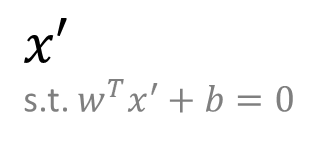 x′
s.t. wᵀx′ + b = 0